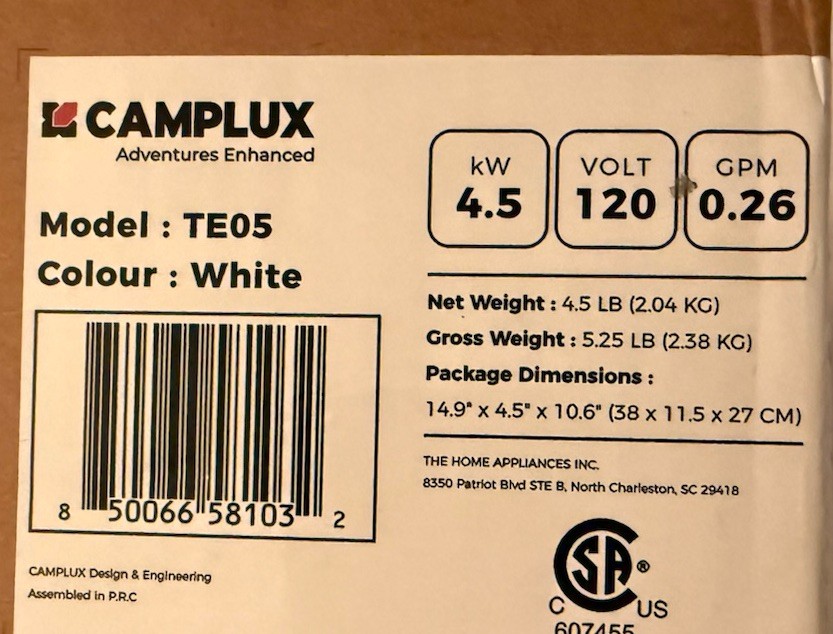 CAMPLUX
Adventures Enhanced
Model : TE05
Colour : White
8 50066 58103 2
CAMPLUX Design & Engineering
Assembled in P.R.C
kW
4.5
VOLT
120
GPM
0.26
Net Weight : 4.5 LB (2.04 KG)
Gross Weight : 5.25 LB (2.38 KG)
Package Dimensions :
14.9" x 4.5" x 10.6" (38 x 11.5 x 27 CM)
THE HOME APPLIANCES INC.
8350 Patriot Blvd STE B, North Charleston, SC 29418
CSA®
C US
607455